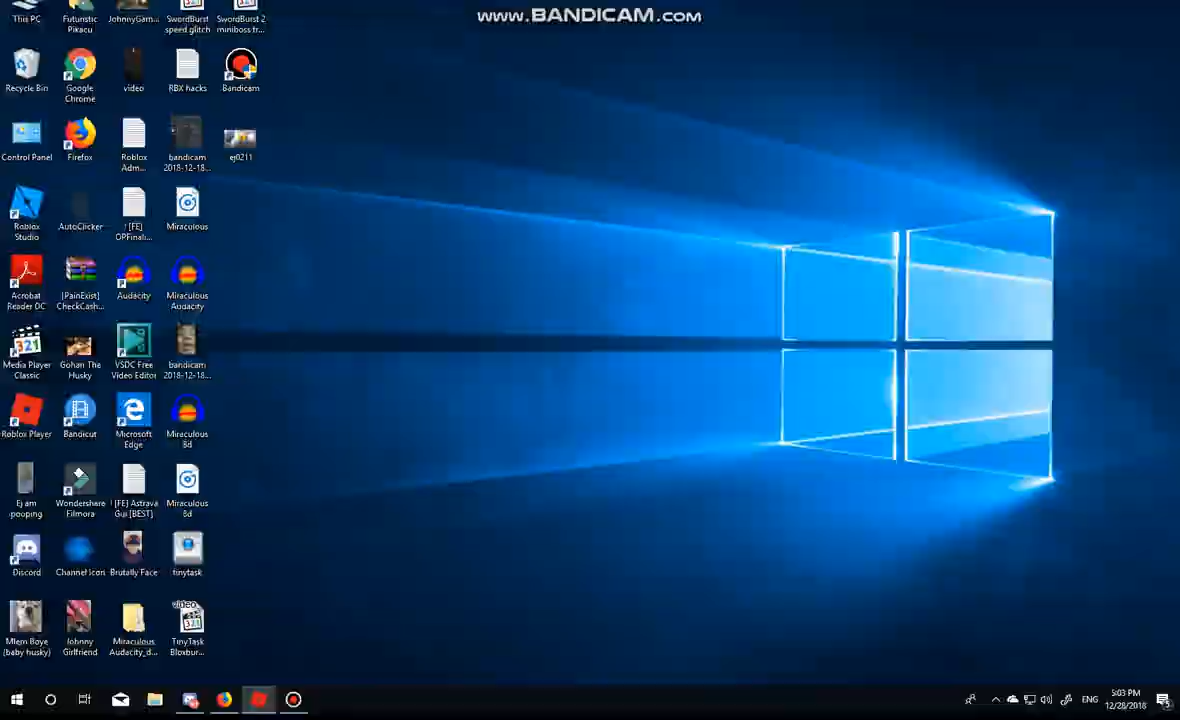 www.BANDICAM.com
This PC
Futuristic
Pikacu
JohnnyGam...
SwordBurst
speed glitch
SwordBurst 2
miniboss tr...
Recycle Bin
Google
Chrome
video
RBX hacks
Bandicam
Control Panel
Firefox
Roblox
Adm...
bandicam
2018-12-18...
ej0211
Roblox
Studio
AutoClicker
! [FE]
OPFinali...
Miraculous
Acrobat
Reader DC
[PainExist]
CheckCash...
Audacity
Miraculous
Audacity
Media Player
Classic
Gohan The
Husky
VSDC Free
Video Editor
bandicam
2018-12-18...
Roblox Player
Bandicut
Microsoft
Edge
Miraculous
8d
Ej am
pooping
Wondershare
Filmora
! [FE] Astrava
Gui [BEST]
Miraculous
8d
Discord
Channel Icon
Brutally Face
tinytask
Mlem Boye
(baby husky)
Johnny
Girlfriend
Miraculous
Audacity_d...
video
TinyTask
Bloxbur...
ENG
5:03 PM
12/28/2018